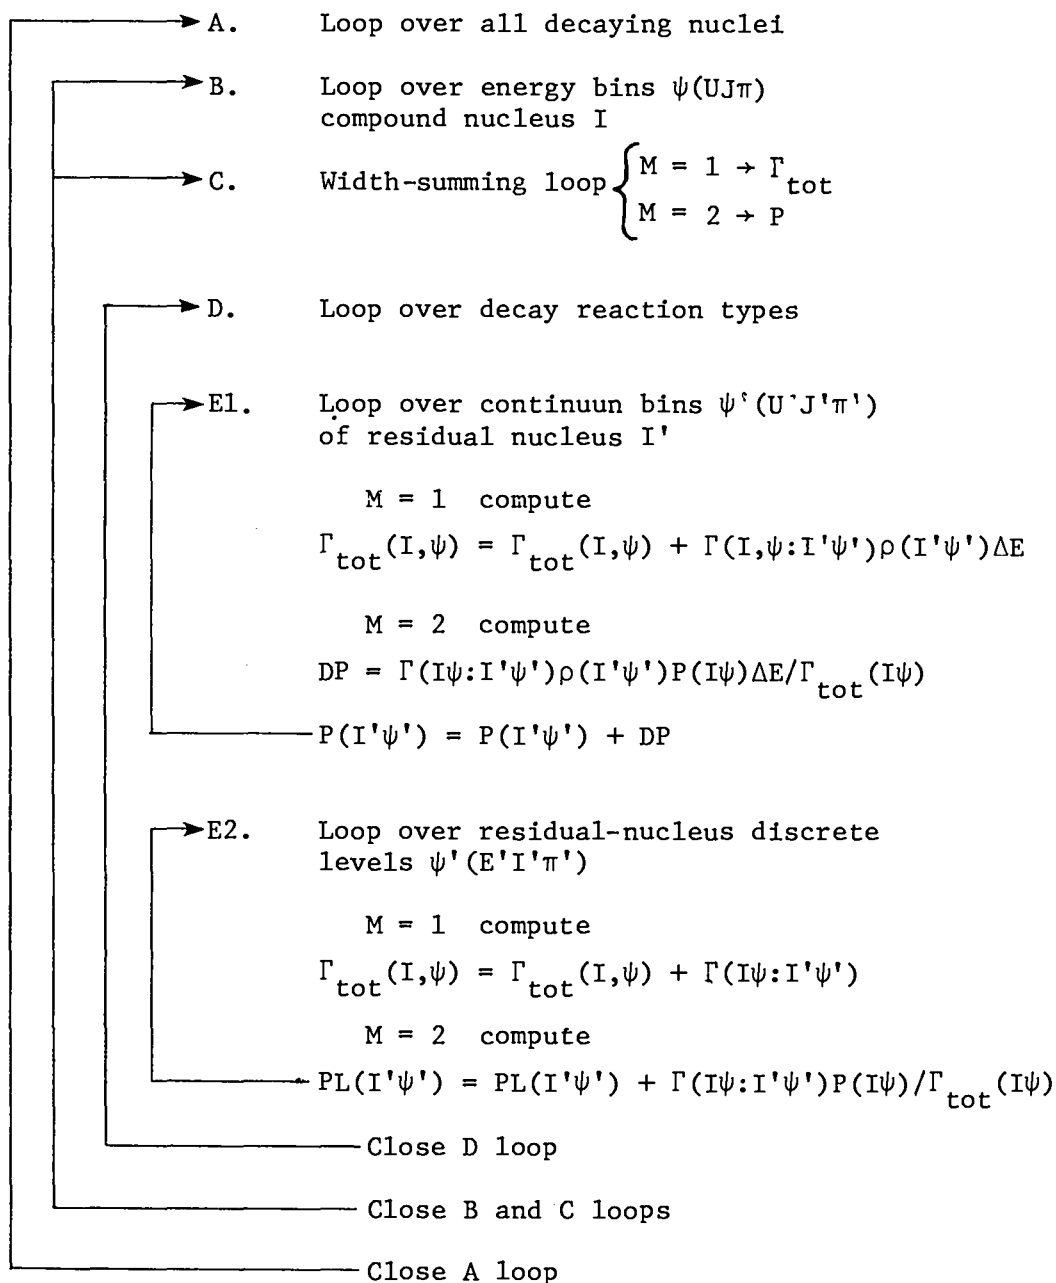 A. Loop over all decaying nuclei
B. Loop over energy bins ψ(UJπ)
compound nucleus I
C. Width-summing loop { M = 1 → Γtot
M = 2 → P
D. Loop over decay reaction types
E1. Loop over continuun bins ψ'(U'J'π')
of residual nucleus I'
M = 1 compute
Γtot(I,ψ) = Γtot(I,ψ) + Γ(I,ψ:I'ψ')ρ(I'ψ')ΔE
M = 2 compute
DP = Γ(Iψ:I'ψ')ρ(I'ψ')P(Iψ)ΔE/Γtot(Iψ)
P(I'ψ') = P(I'ψ') + DP
E2. Loop over residual-nucleus discrete
levels ψ'(E'I'π')
M = 1 compute
Γtot(I,ψ) = Γtot(I,ψ) + Γ(Iψ:I'ψ')
M = 2 compute
PL(I'ψ') = PL(I'ψ') + Γ(Iψ:I'ψ')P(Iψ)/Γtot(Iψ)
Close D loop
Close B and C loops
Close A loop